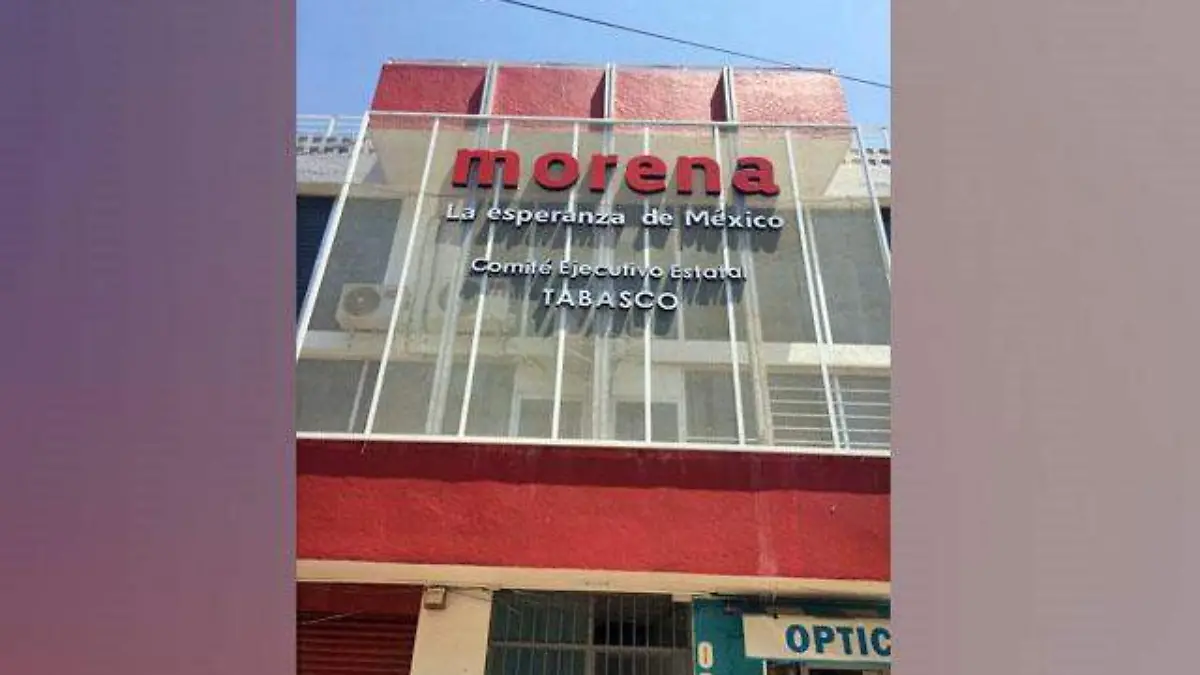 morena
La esperanza de México
Comité Ejecutivo Estatal
TABASCO
OPTIC